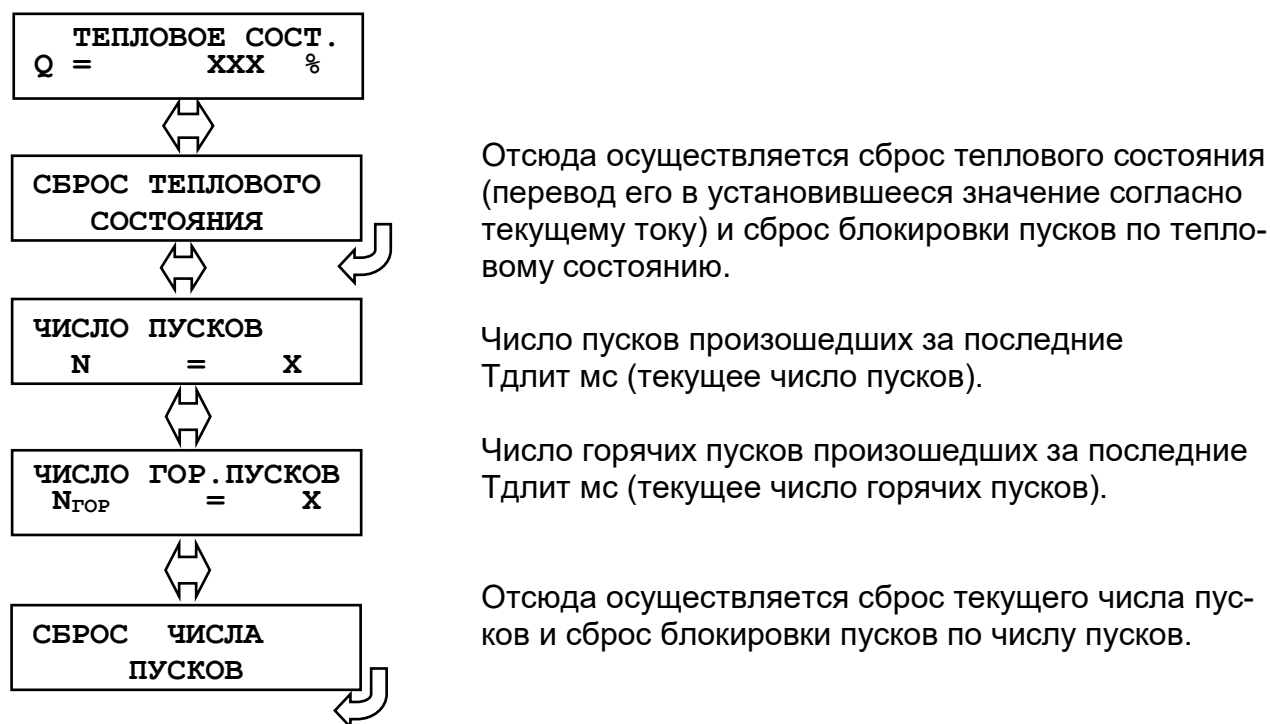 ТЕПЛОВОЕ СОСТ.
Q = XXX %
СБРОС ТЕПЛОВОГО
СОСТОЯНИЯ
Отсюда осуществляется сброс теплового состояния
(перевод его в установившееся значение согласно
текущему току) и сброс блокировки пусков по тепло-
вому состоянию.
ЧИСЛО ПУСКОВ
N = X
Число пусков произошедших за последние
Тдлит мс (текущее число пусков).
ЧИСЛО ГОР.ПУСКОВ
NГОР = X
Число горячих пусков произошедших за последние
Тдлит мс (текущее число горячих пусков).
СБРОС ЧИСЛА
ПУСКОВ
Отсюда осуществляется сброс текущего числа пус-
ков и сброс блокировки пусков по числу пусков.